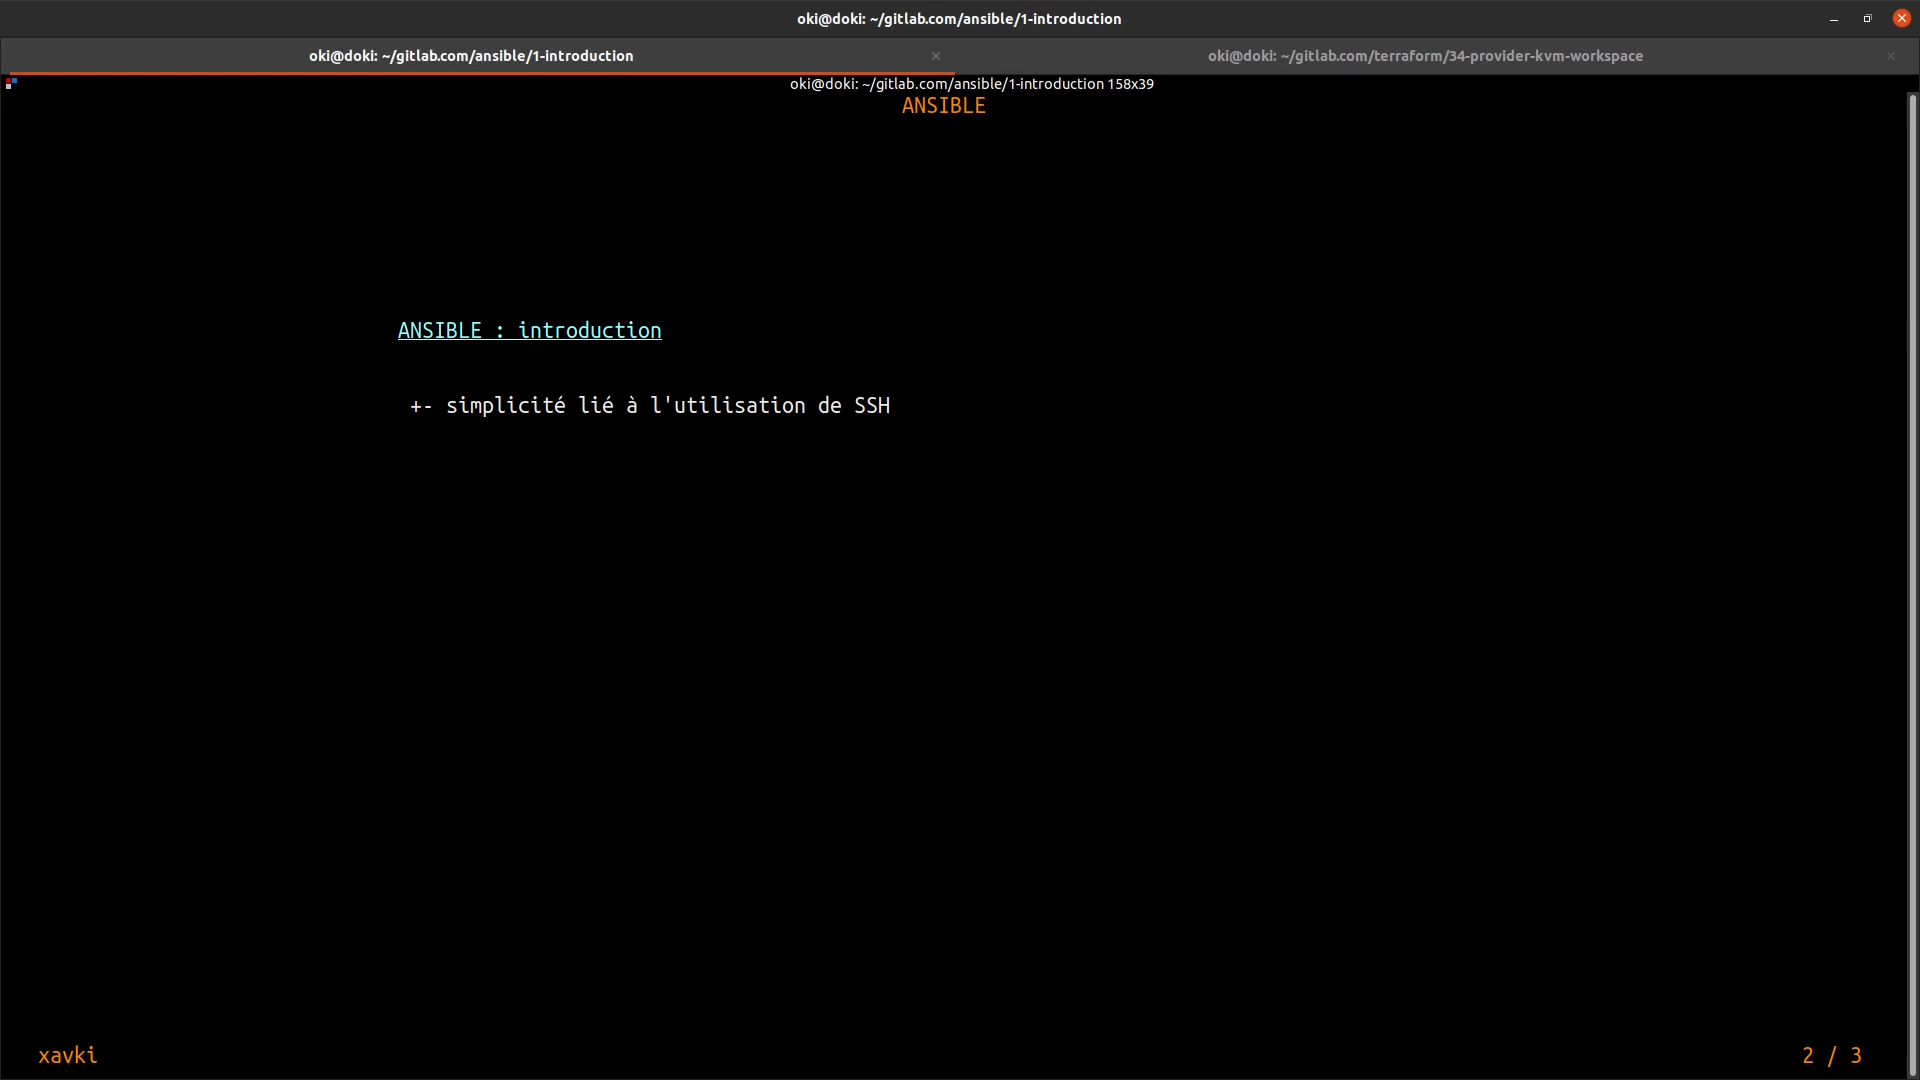 oki@doki: ~/gitlab.com/ansible/1-introduction
oki@doki: ~/gitlab.com/ansible/1-introduction
oki@doki: ~/gitlab.com/terraform/34-provider-kvm-workspace
oki@doki: ~/gitlab.com/ansible/1-introduction 158x39
ANSIBLE
ANSIBLE : introduction
+- simplicité lié à l'utilisation de SSH
xavki
2 / 3